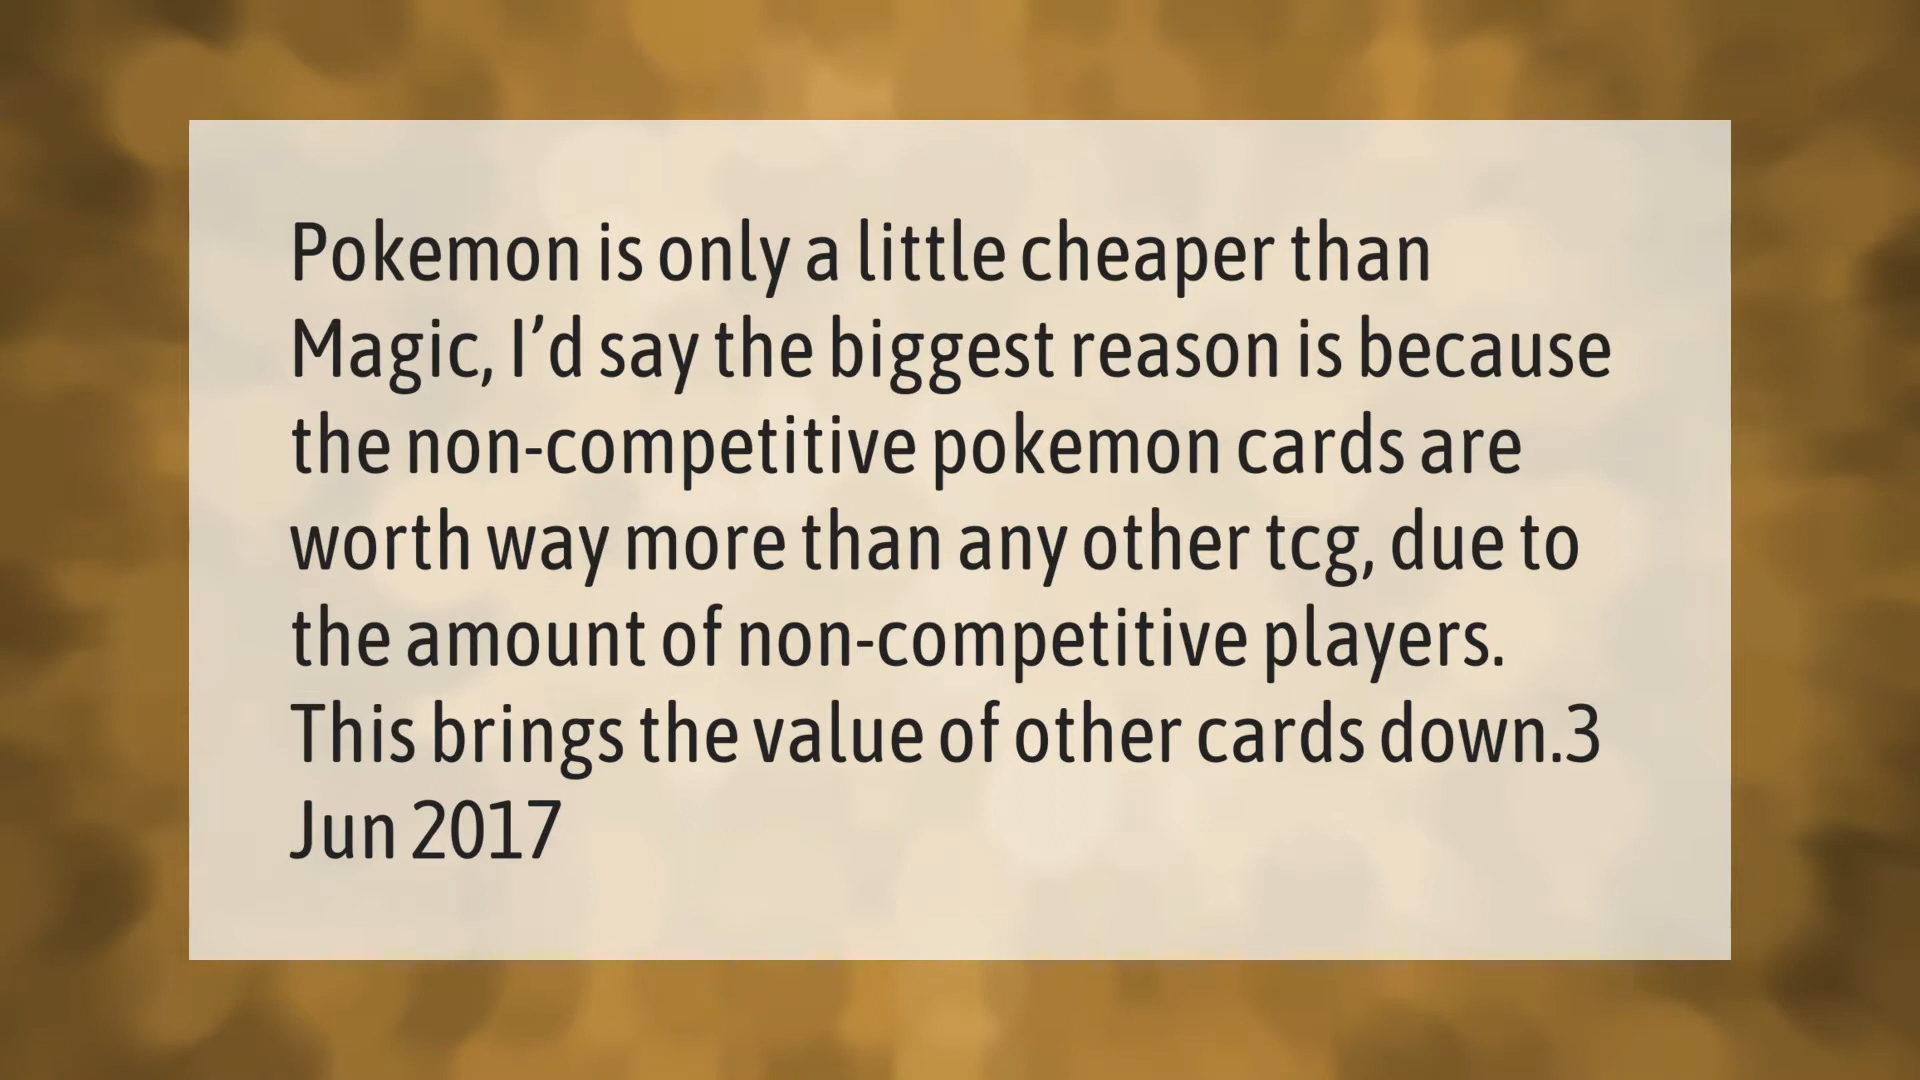 Pokemon is only a little cheaper than
Magic, I’d say the biggest reason is because
the non-competitive pokemon cards are
worth way more than any other tcg, due to
the amount of non-competitive players.
This brings the value of other cards down.3
Jun 2017